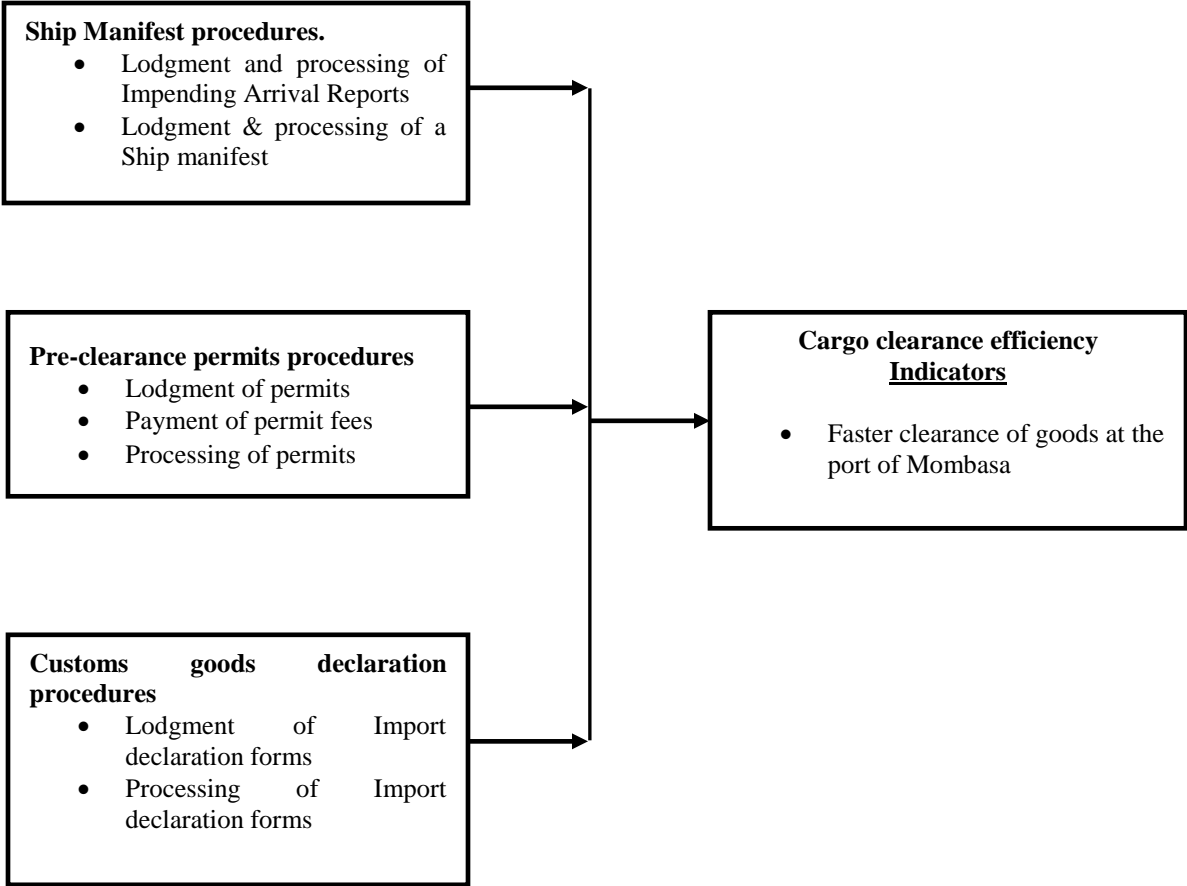 Ship Manifest procedures.
• Lodgment and processing of
Impending Arrival Reports
• Lodgment & processing of a
Ship manifest
Pre-clearance permits procedures
• Lodgment of permits
• Payment of permit fees
• Processing of permits
Cargo clearance efficiency
Indicators
• Faster clearance of goods at the
port of Mombasa
Customs goods declaration
procedures
• Lodgment of Import
declaration forms
• Processing of Import
declaration forms